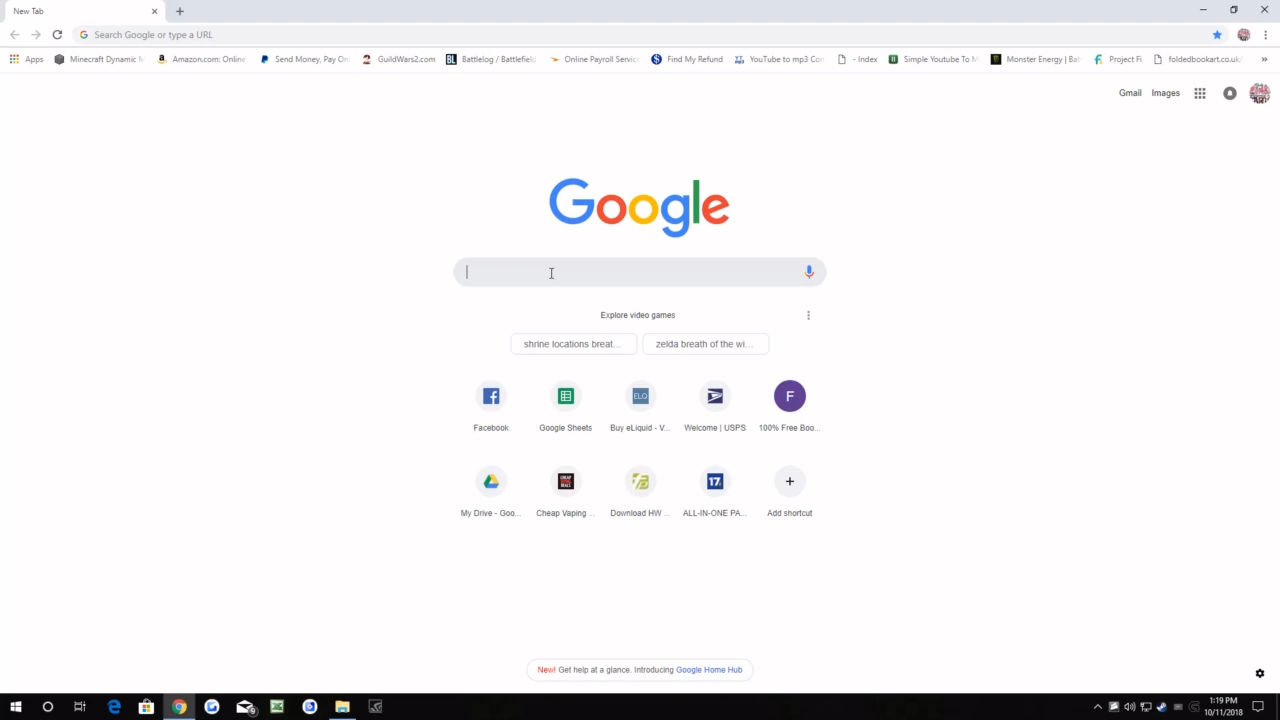 New Tab
Search Google or type a URL
Apps Minecraft Dynamic M Amazon.com: Online Send Money, Pay Onl GuildWars2.com Battlelog / Battlefield Online Payroll Service Find My Refund YouTube to mp3 Con - Index Simple Youtube To M Monster Energy | Bat Project Fi foldedbookart.co.uk/ »
Gmail Images
Google
Explore video games
shrine locations breat... zelda breath of the wi...
Facebook Google Sheets Buy eLiquid - V... Welcome | USPS 100% Free Boo...
My Drive - Goo... Cheap Vaping ... Download HW ... ALL-IN-ONE PA... Add shortcut
New! Get help at a glance. Introducing Google Home Hub
1:19 PM
10/11/2018